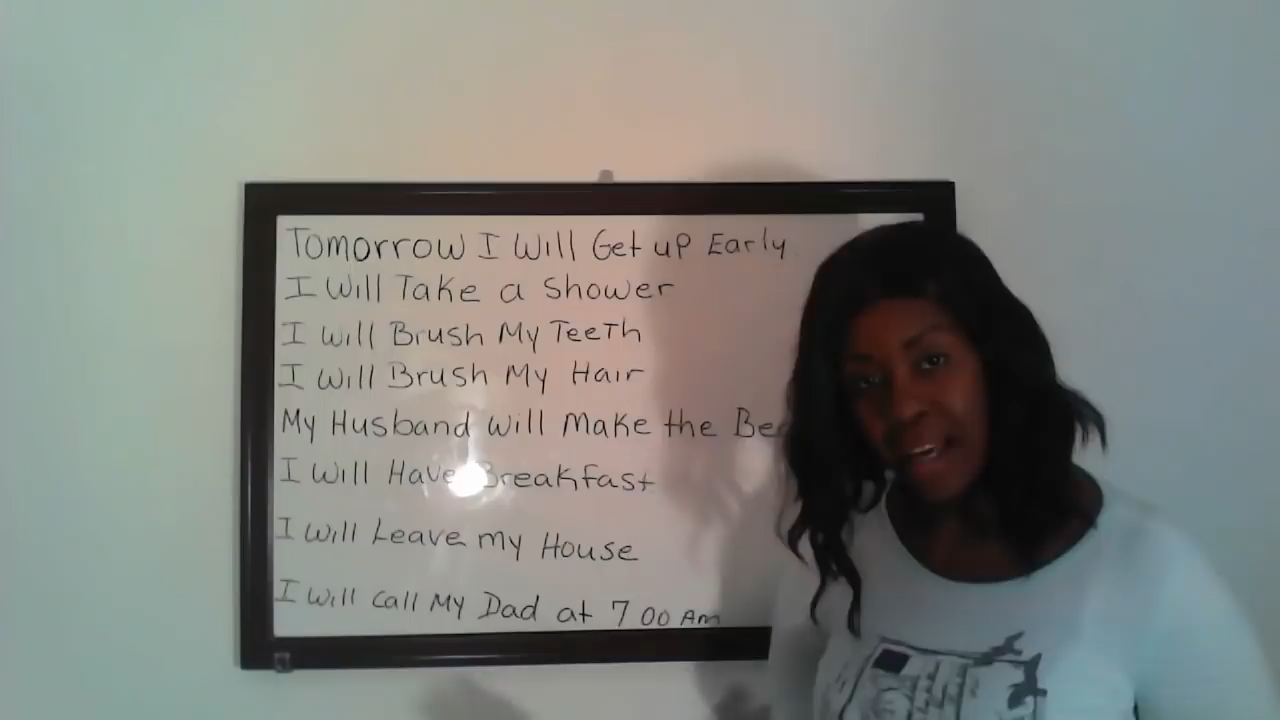 Tomorrow I Will Get up Early
I Will Take a Shower
I Will Brush My Teeth
I Will Brush My Hair
My Husband Will Make the
I Will Have Breakfast
I Will Leave my House
I Will Call My Dad at 7 00 Am